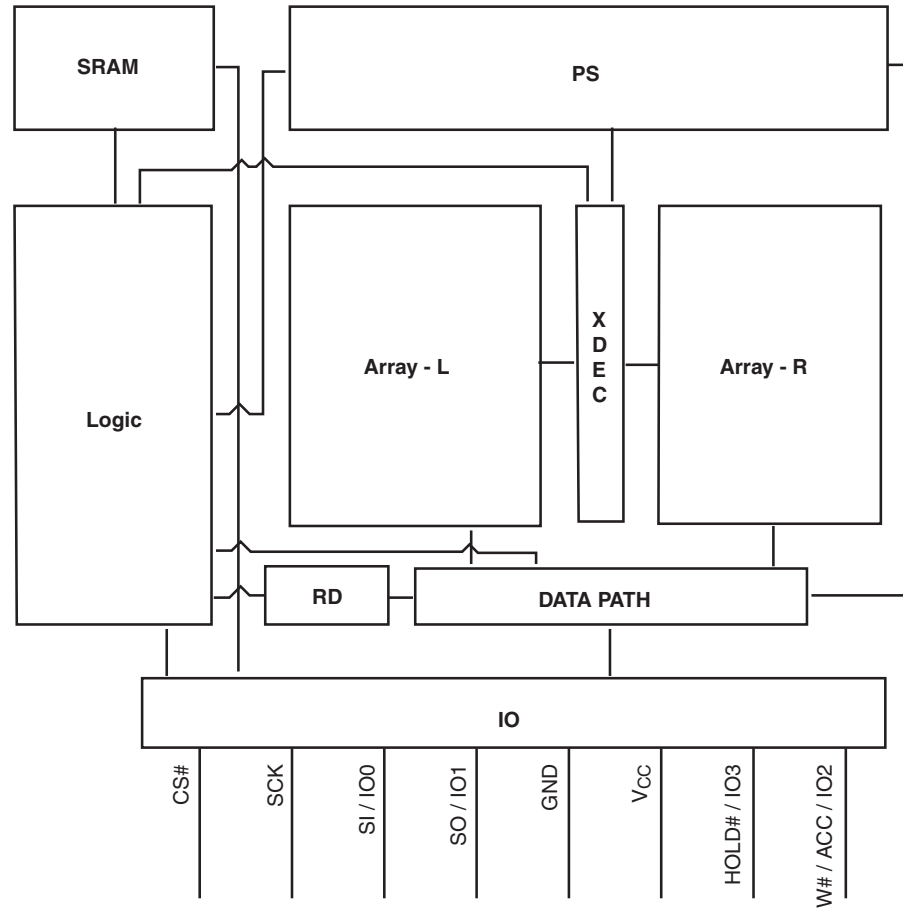 SRAM
PS
Logic
Array - L
X
D
E
C
Array - R
RD
DATA PATH
IO
CS#
SCK
SI / IO0
SO / IO1
GND
VCC
HOLD# / IO3
W# / ACC / IO2